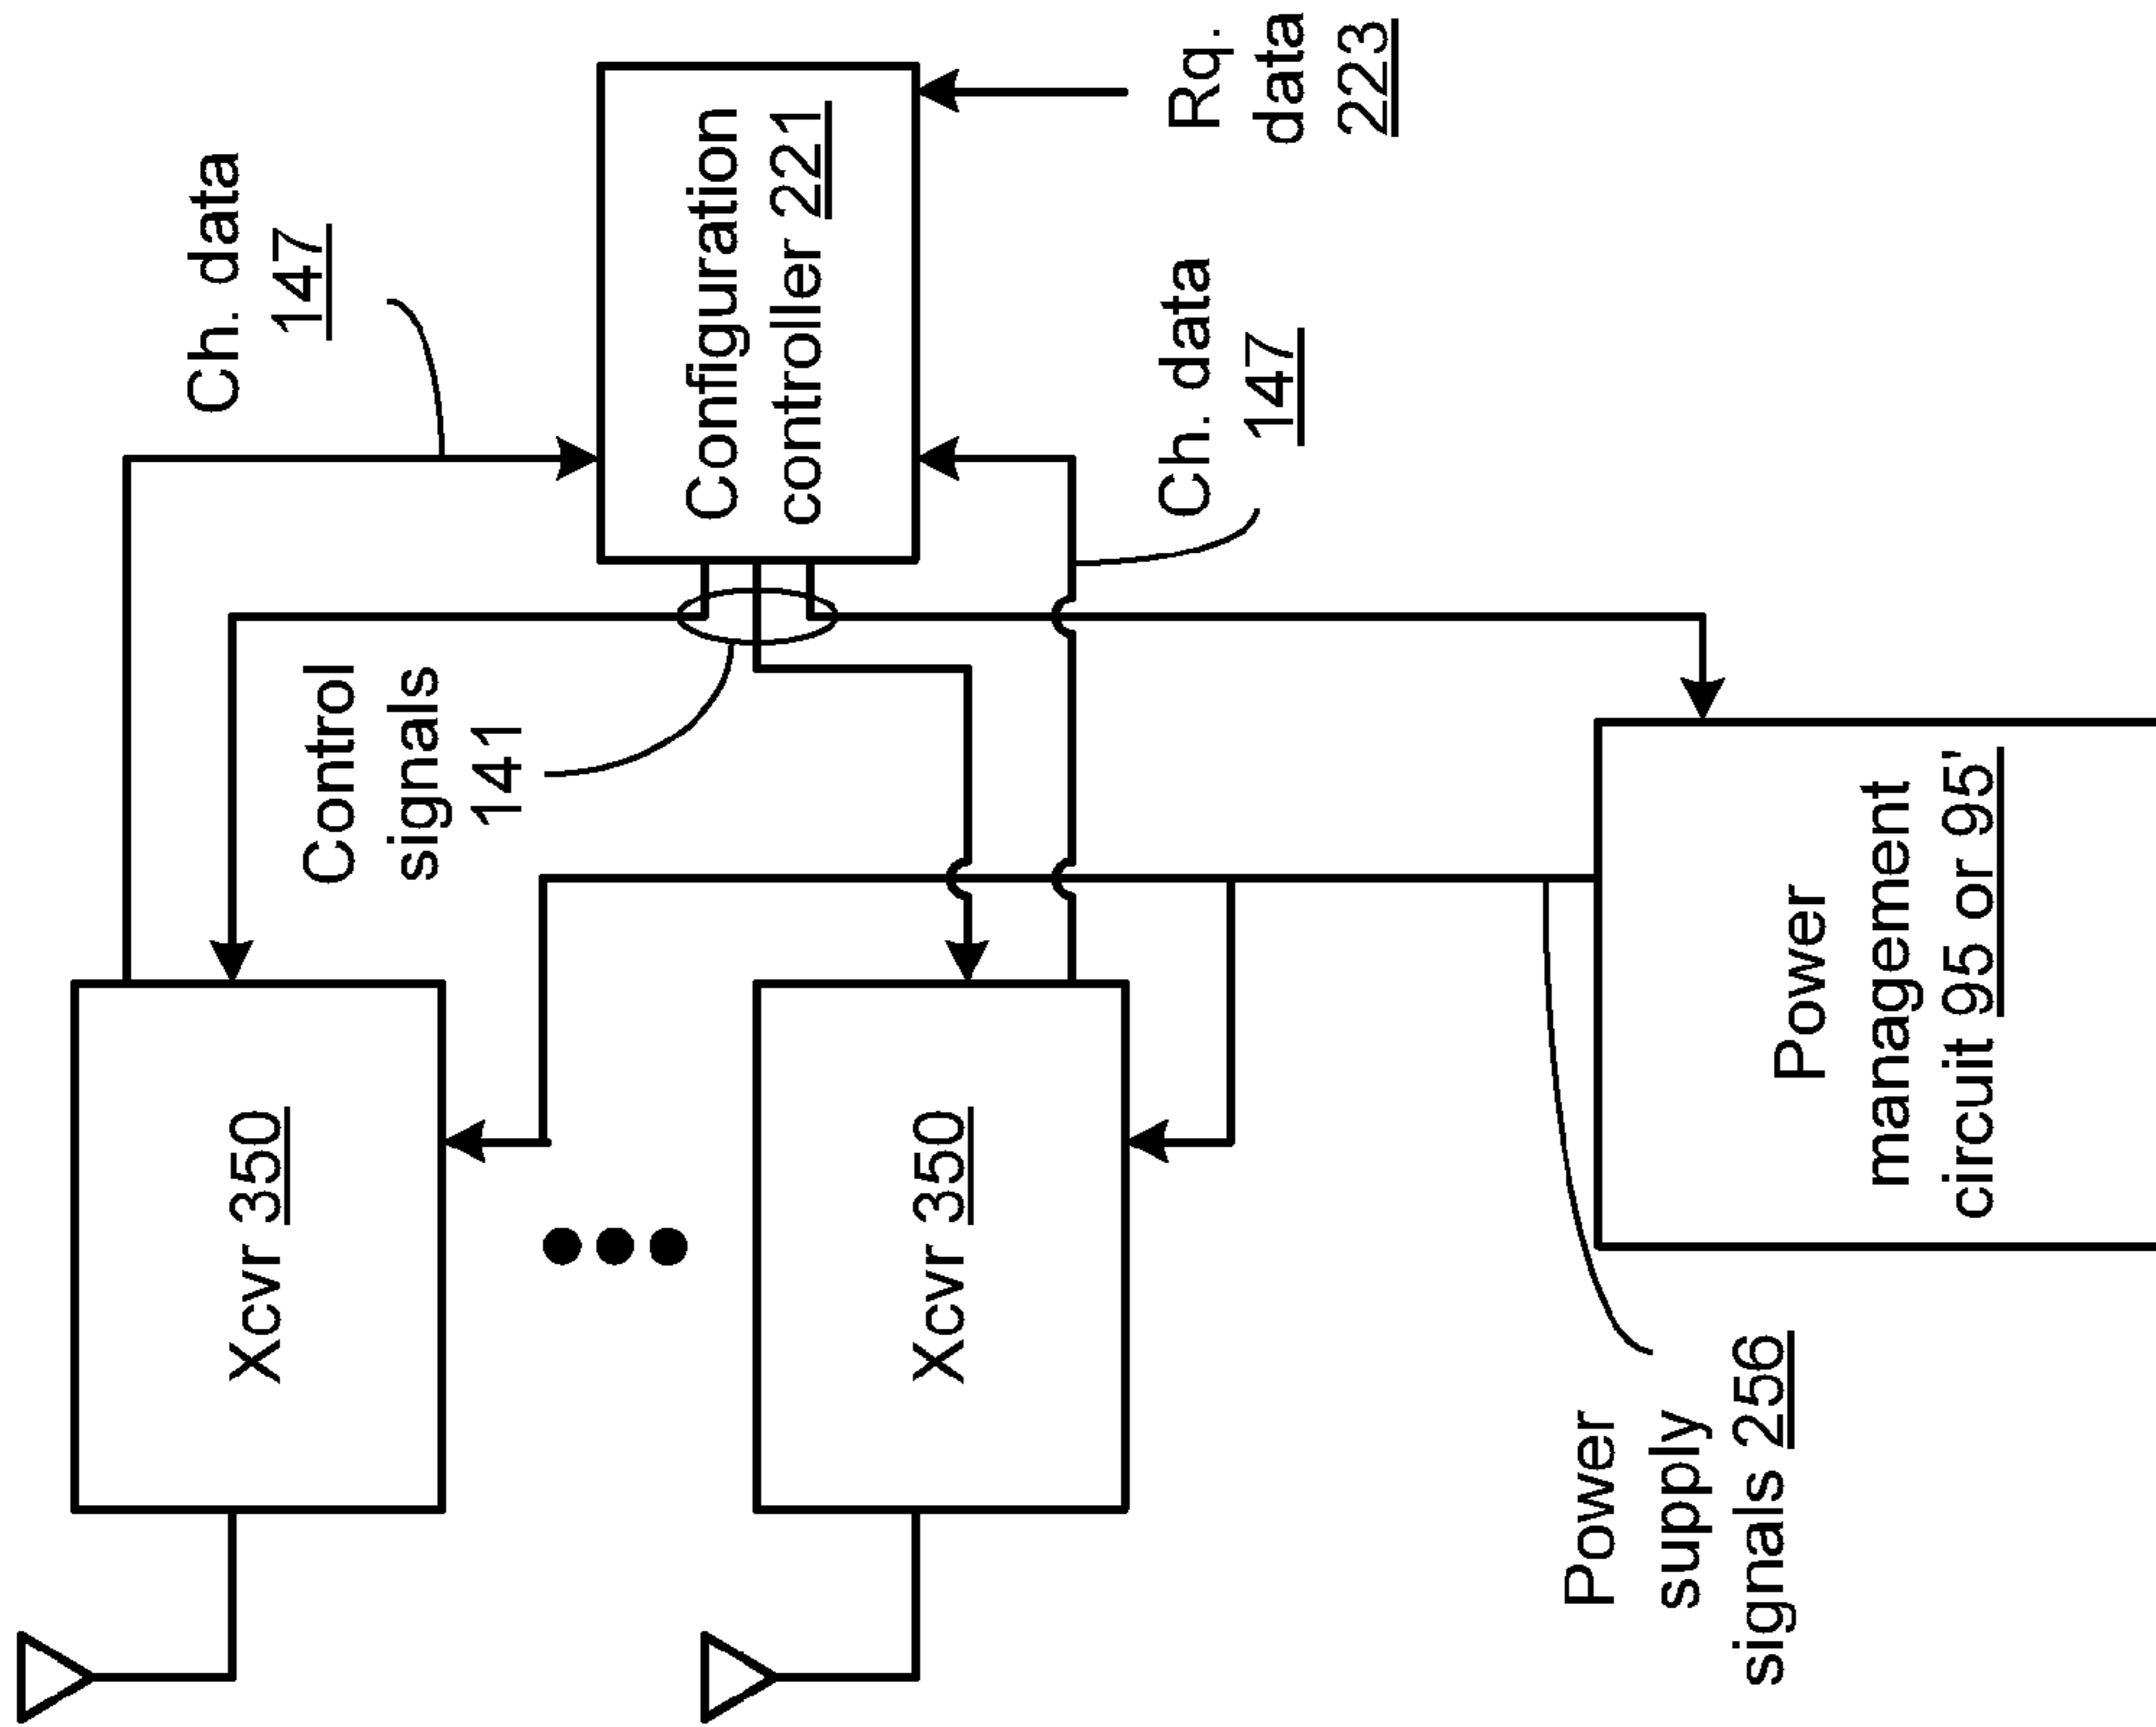 Ch. data
147
Control
signals
141
Xcvr 350
Configuration
controller 221
Xcvr 350
Ch. data
147
Rq.
data
223
Power
supply
signals 256
Power
management
circuit 95 or 95'